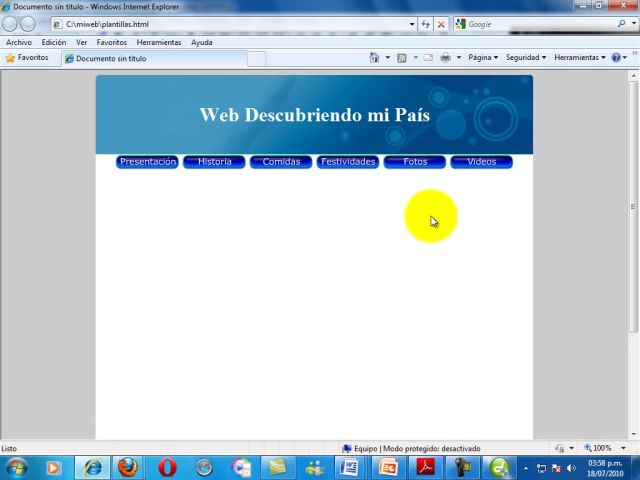 Documento sin título - Windows Internet Explorer
C:\miweb\plantillas.html
Google
Archivo Edición Ver Favoritos Herramientas Ayuda
Favoritos Documento sin título Página Seguridad Herramientas
Web Descubriendo mi País
Presentación Historia Comidas Festividades Fotos Videos
Listo Equipo | Modo protegido: desactivado 100%
03:58 p.m.
18/07/2010